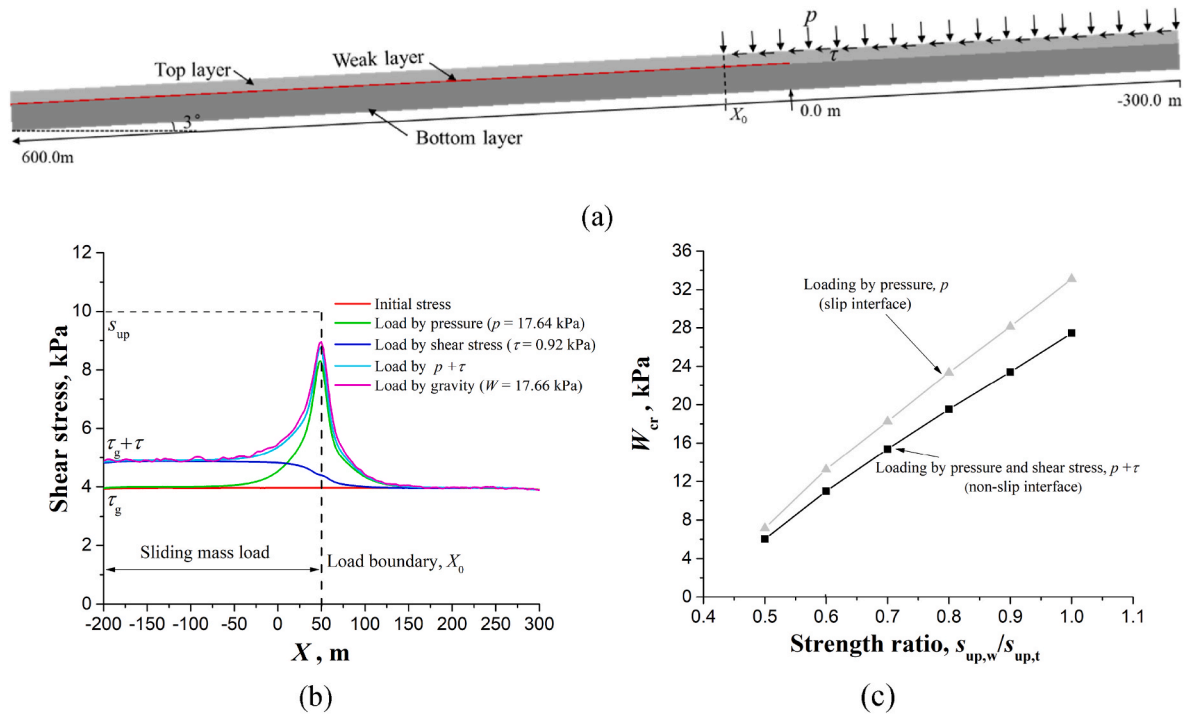 p
τ
Top layer
Weak layer
Bottom layer
3°
X₀
0.0 m
-300.0 m
600.0m
(a)
Shear stress, kPa
12
10
8
6
4
2
0
s_up
τ_g+τ
τ_g
Initial stress
Load by pressure (p = 17.64 kPa)
Load by shear stress (τ = 0.92 kPa)
Load by p +τ
Load by gravity (W = 17.66 kPa)
Sliding mass load
Load boundary, X₀
-200 -150 -100 -50 0 50 100 150 200 250 300
X , m
(b)
W_cr , kPa
36
32
28
24
20
16
12
8
4
0
Loading by pressure, p
(slip interface)
Loading by pressure and shear stress, p +τ
(non-slip interface)
0.4 0.5 0.6 0.7 0.8 0.9 1.0 1.1
Strength ratio, s_up,w/s_up,t
(c)